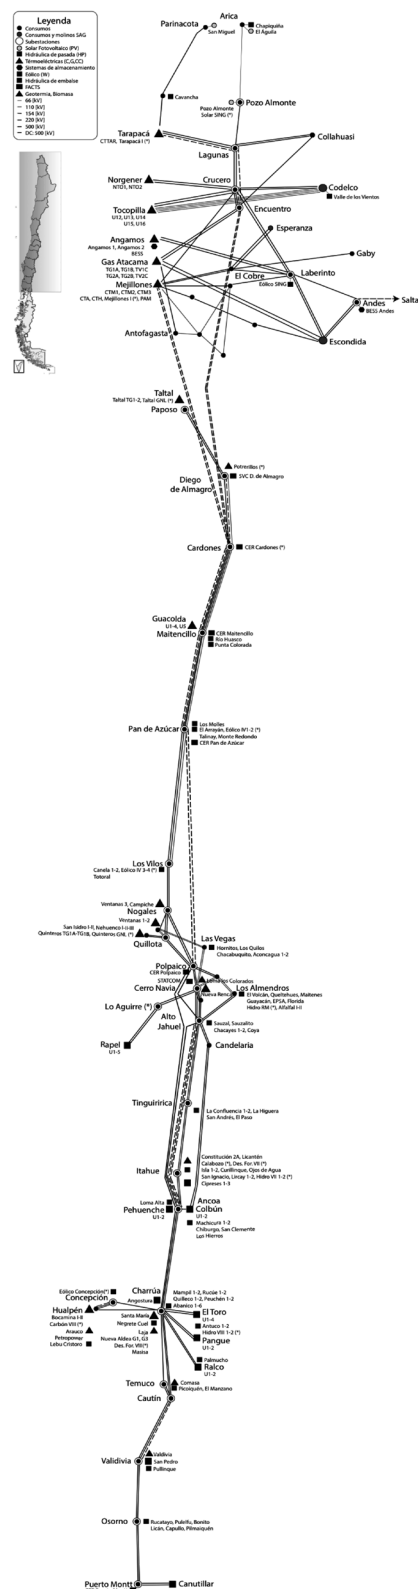 Leyenda
Consumos
Consumos y molinos SAG
Subestaciones
Solar Fotovoltaico (PV)
Hidráulica de pasada (HP)
Térmoeléctricas (C,G,CC)
Sistemas de almacenamiento
Eólico (W)
Hidráulica de embalse
FACTS
Geotermia, Biomasa
66 [kV]
110 [kV]
154 [kV]
220 [kV]
500 [kV]
DC: 500 [kV]
Arica
Parinacota
San Miguel
Chapiquiña
El Águila
Cavancha
Pozo Almonte
Pozo Almonte
Solar SING (*)
Tarapacá
CTTAR, Tarapacá I (*)
Collahuasi
Lagunas
Norgener
NTO1, NTO2
Crucero
Codelco
Valle de los Vientos
Tocopilla
U12, U13, U14
U15, U16
Encuentro
Esperanza
Angamos
Angamos 1, Angamos 2
BESS
Gaby
Gas Atacama
TG1A, TG1B, TV1C
TG2A, TG2B, TV2C
Laberinto
El Cobre
Eólico SING
Mejillones
CTM1, CTM2, CTM3
CTA, CTH, Mejillones I (*), PAM
Andes
BESS Andes
Salta
Antofagasta
Escondida
Taltal
Taltal TG1-2, Taltal GNL (*)
Paposo
Potrerillos (*)
SVC D. de Almagro
Diego
de Almagro
Cardones
CER Cardones (*)
Guacolda
U1-4, U5
Maitencillo
CER Maitencillo
Río Huasco
Punta Colorada
Pan de Azúcar
Los Molles
El Arrayán, Eólico IV1-2 (*)
Talinay, Monte Redondo
CER Pan de Azúcar
Los Vilos
Canela 1-2, Eólico IV 3-4 (*)
Totoral
Ventanas 3, Campiche
Nogales
Ventanas 1-2
San Isidro I-II, Nehuenco I-II-III
Quinteros TG1A-TG1B, Quinteros GNL (*)
Quillota
Las Vegas
Hornitos, Los Quilos
Chacabuquito, Aconcagua 1-2
Polpaico
CER Polpaico
STATCOM
Cerro Navia
Nueva Renca
Los Almendros
El Volcán, Queltehues, Maitenes
Guayacán, EPSA, Florida
Hidro RM (*), Alfalfal I-II
Lo Aguirre (*)
Alto
Jahuel
Sauzal, Sauzalito
Chacayes 1-2, Coya
Rapel
U1-5
Candelaria
Tinguiririca
La Confluencia 1-2, La Higuera
San Andrés, El Paso
Constitución 2A, Licantén
Calabozo (*), Des. For. VII (*)
Isla 1-2, Curillinque, Ojos de Agua
San Ignacio, Lircay 1-2, Hidro VII 1-2 (*)
Cipreses 1-3
Itahue
Loma Alta
Pehuenche
U1-2
Ancoa
Colbún
U1-2
Machicura 1-2
Chiburgo, San Clemente
Los Hierros
Eólico Concepción(*)
Concepción
Charrúa
Angostura
Mampil 1-2, Rucúe 1-2
Quilleco 1-2, Peuchén 1-2
Abanico 1-6
Hualpén
Bocamina I-II
Carbón VIII (*)
Arauco
Petropower
Lebu Cristoro
Santa María
Negrete Cuel
Laja
Nueva Aldea G1, G3
Des. For. VIII(*)
Masisa
El Toro
U1-4
Antuco 1-2
Hidro VIII 1-2 (*)
Pangue
U1-2
Palmucho
Ralco
U1-2
Temuco
Comasa
Picoiquén, El Manzano
Cautín
Valdivia
Valdivia
San Pedro
Pullinque
Osorno
Rucatayo, Pulelfu, Bonito
Licán, Capullo, Pilmaiquén
Puerto Montt
Canutillar